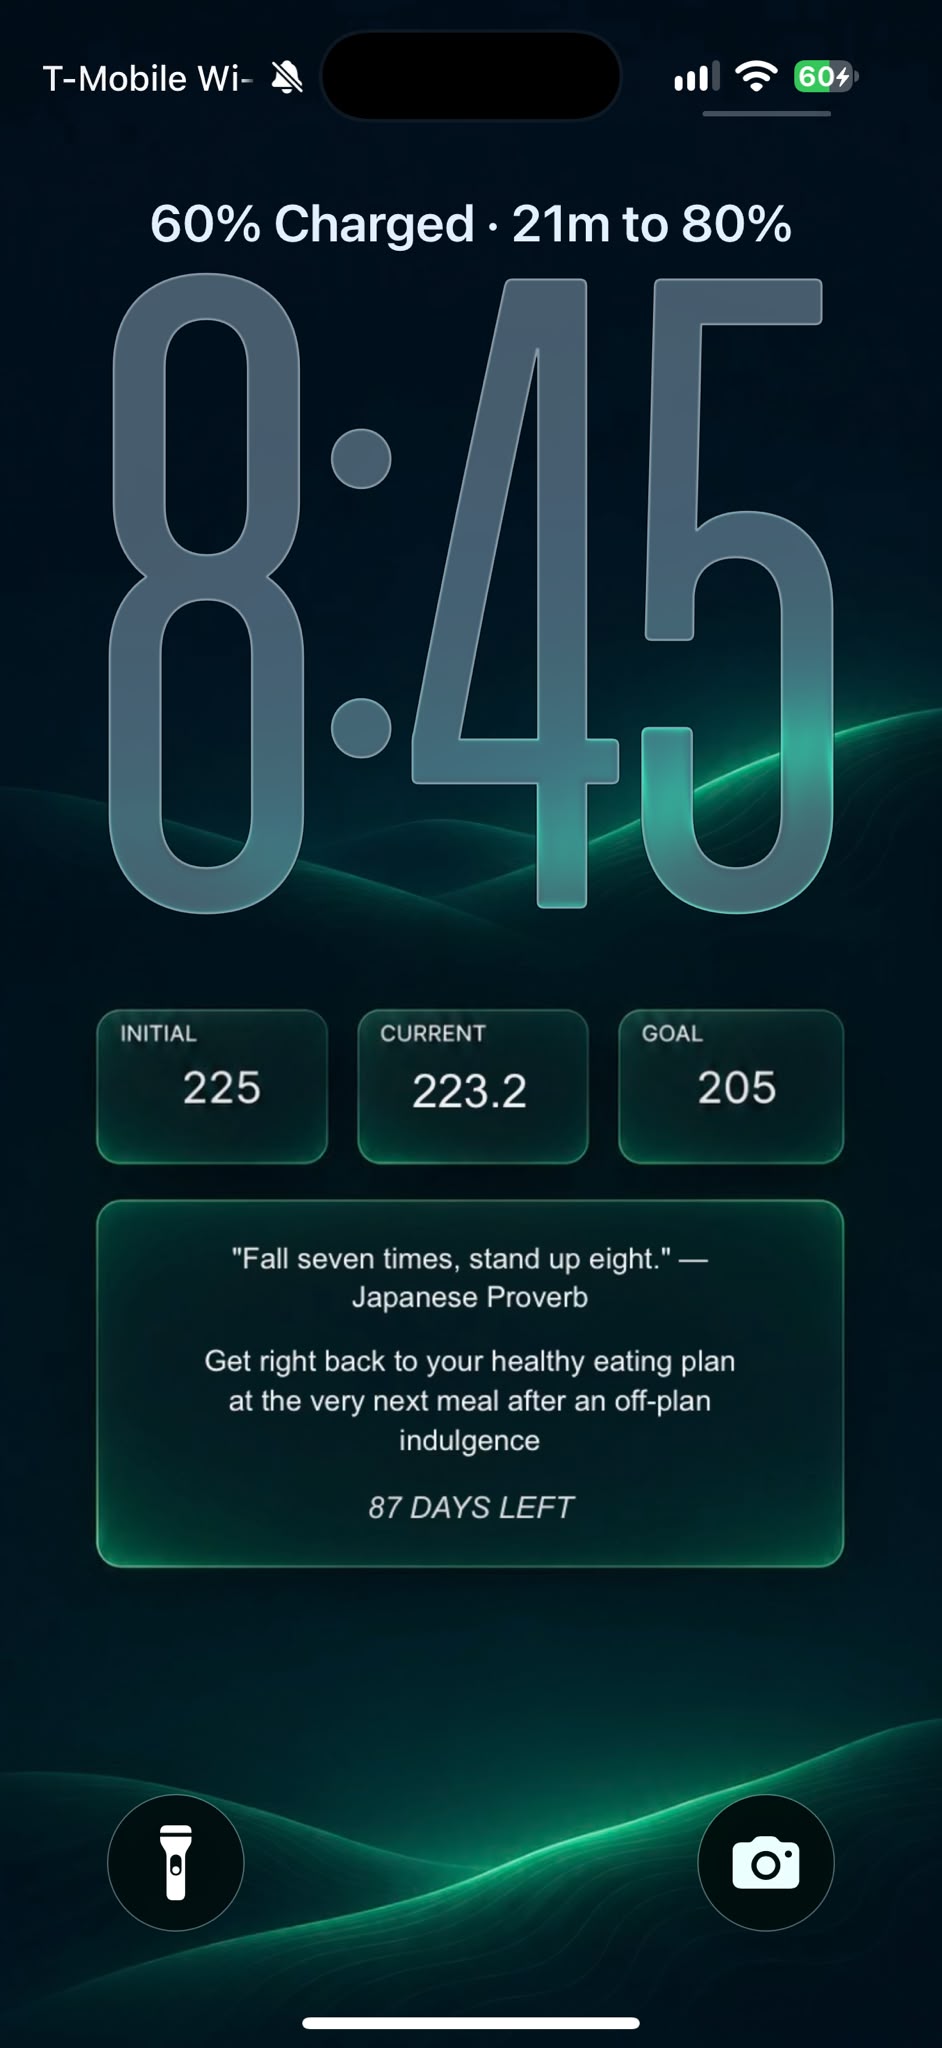 T-Mobile Wi-
60
60% Charged · 21m to 80%
8:45
INITIAL
225
CURRENT
223.2
GOAL
205
"Fall seven times, stand up eight." —
Japanese Proverb
Get right back to your healthy eating plan
at the very next meal after an off-plan
indulgence
87 DAYS LEFT